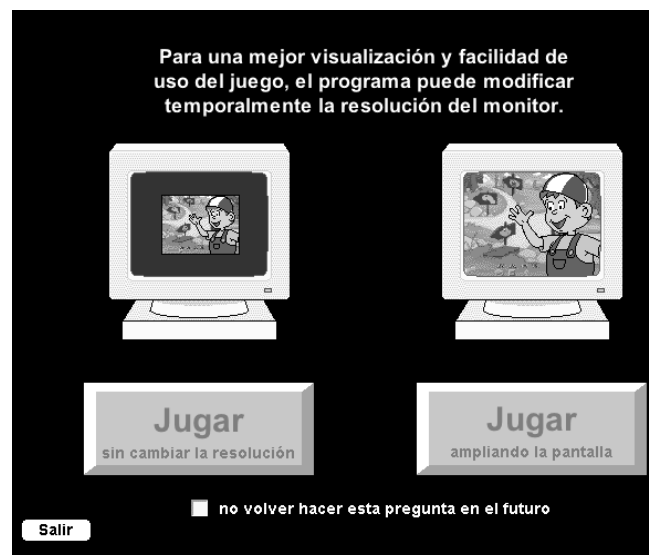 Para una mejor visualización y facilidad de
uso del juego, el programa puede modificar
temporalmente la resolución del monitor.
Jugar
sin cambiar la resolución
Jugar
ampliando la pantalla
no volver hacer esta pregunta en el futuro
Salir